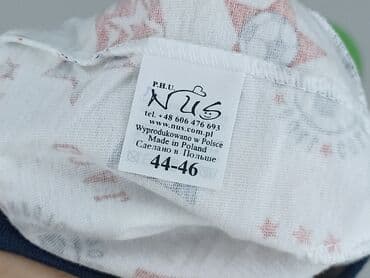 P.H.U.
NUS
tel. +48 606 476 693
www.nus.com.pl
Wyprodukowano w Polsce
Made in Poland
Сделано в Польше
44-46